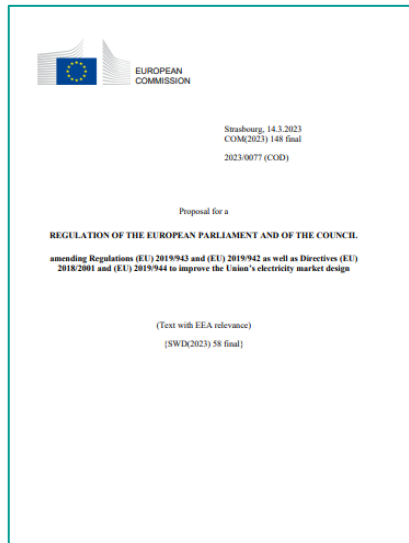 EUROPEAN
COMMISSION
Strasbourg, 14.3.2023
COM(2023) 148 final
2023/0077 (COD)
Proposal for a
REGULATION OF THE EUROPEAN PARLIAMENT AND OF THE COUNCIL
amending Regulations (EU) 2019/943 and (EU) 2019/942 as well as Directives (EU)
2018/2001 and (EU) 2019/944 to improve the Union's electricity market design
(Text with EEA relevance)
{SWD(2023) 58 final}